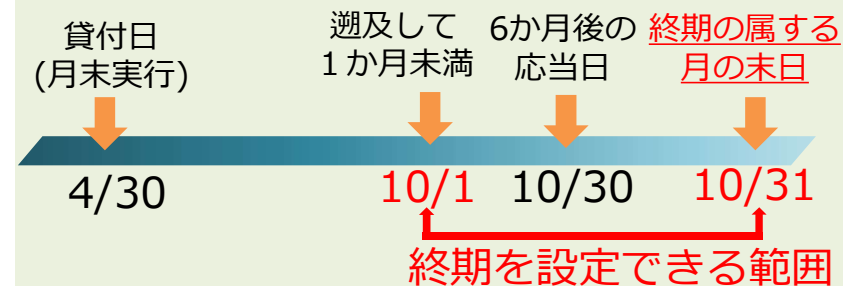 貸付日
(月末実行)
遡及して
１か月未満
6か月後の
応当日
終期の属する
月の末日
4/30
10/1
10/30
10/31
終期を設定できる範囲